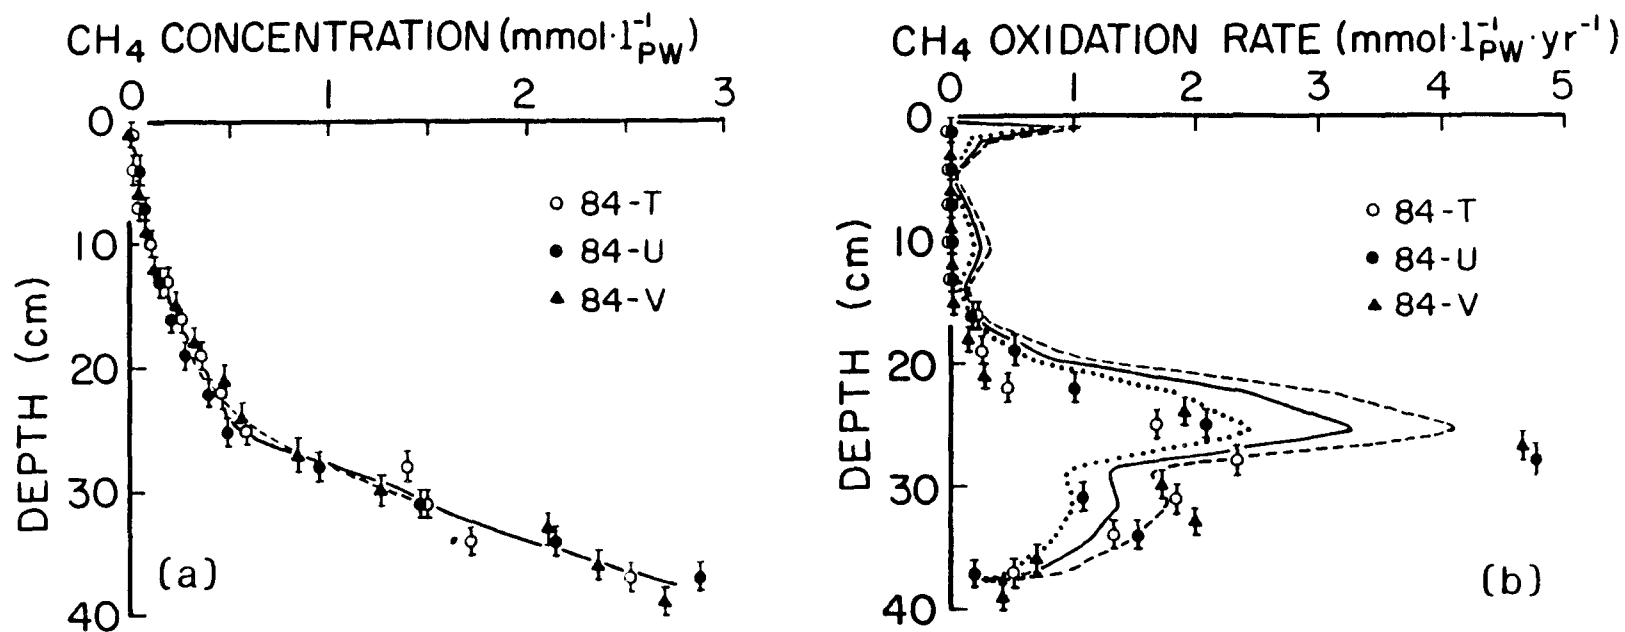 CH4 CONCENTRATION (mmol·l-1PW)
0 1 2 3
0
10
20
30
40
DEPTH (cm)
84-T
84-U
84-V
(a)
CH4 OXIDATION RATE (mmol·l-1PW·yr-1)
0 1 2 3 4 5
0
10
20
30
40
DEPTH (cm)
84-T
84-U
84-V
(b)